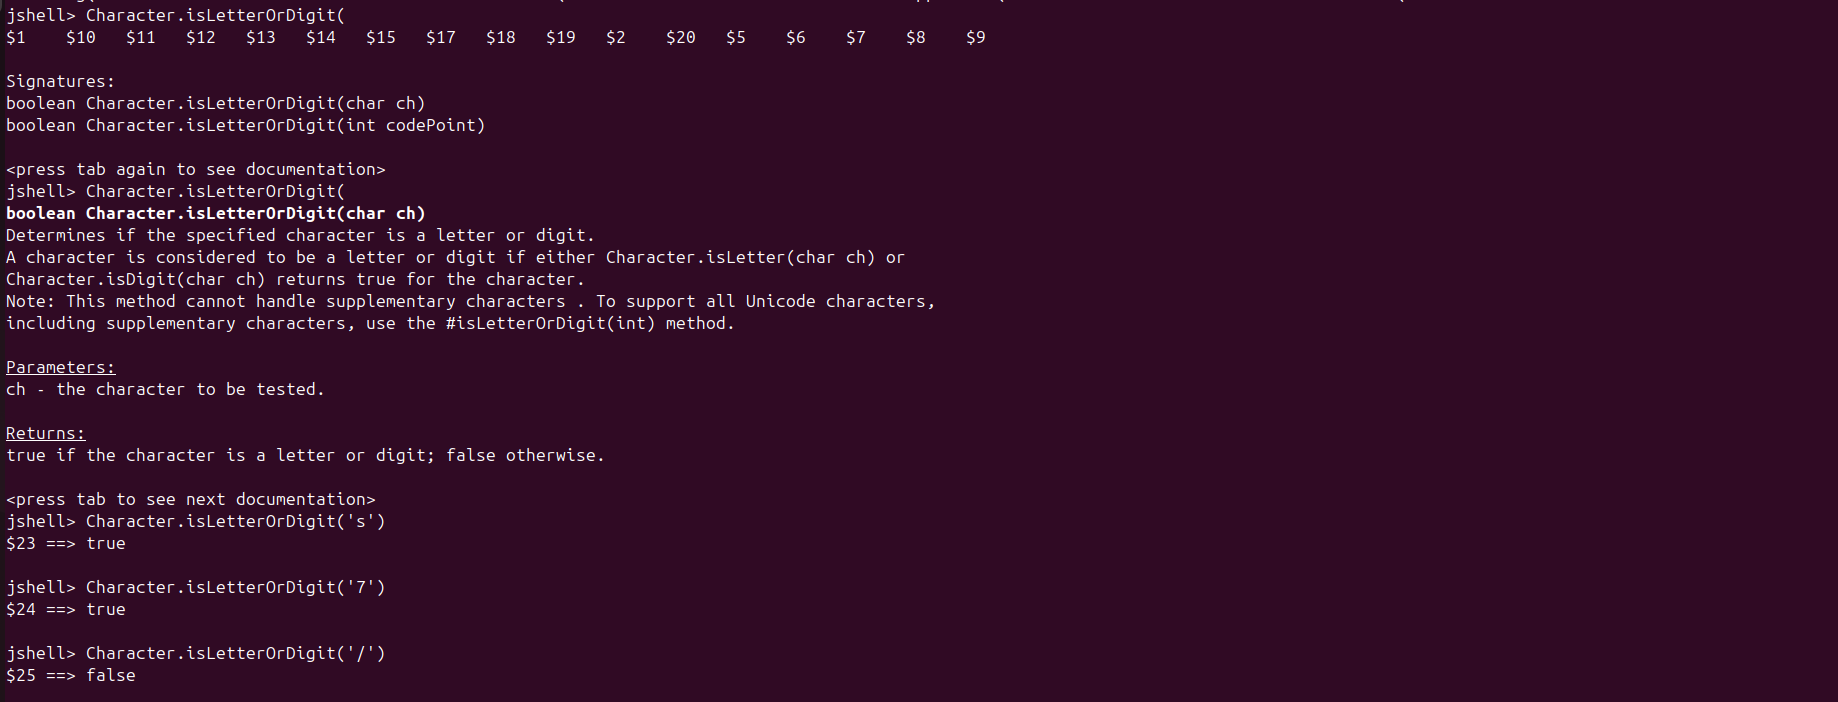 jshell> Character.isLetterOrDigit(
$1    $10   $11   $12   $13   $14   $15   $17   $18   $19   $2    $20   $5    $6    $7    $8    $9
Signatures:
boolean Character.isLetterOrDigit(char ch)
boolean Character.isLetterOrDigit(int codePoint)
<press tab again to see documentation>
jshell> Character.isLetterOrDigit(
boolean Character.isLetterOrDigit(char ch)
Determines if the specified character is a letter or digit.
A character is considered to be a letter or digit if either Character.isLetter(char ch) or
Character.isDigit(char ch) returns true for the character.
Note: This method cannot handle supplementary characters . To support all Unicode characters,
including supplementary characters, use the #isLetterOrDigit(int) method.
Parameters:
ch - the character to be tested.
Returns:
true if the character is a letter or digit; false otherwise.
<press tab to see next documentation>
jshell> Character.isLetterOrDigit('s')
$23 ==> true
jshell> Character.isLetterOrDigit('7')
$24 ==> true
jshell> Character.isLetterOrDigit('/')
$25 ==> false